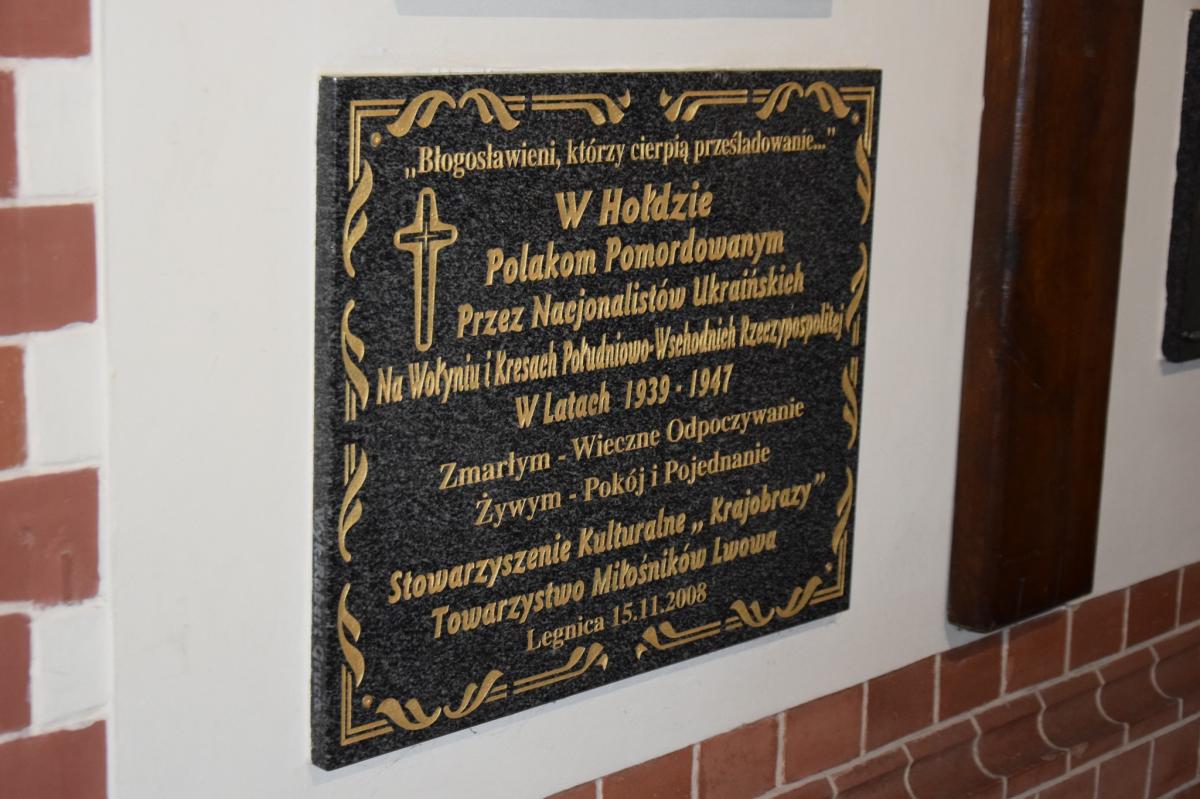 „Błogosławieni, którzy cierpią prześladowanie..."
W Hołdzie
Polakom Pomordowanym
Przez Nacjonalistów Ukraińskich
Na Wołyniu i Kresach Południowo-Wschodnich Rzeczypospolitej
W Latach 1939 - 1947
Zmarłym - Wieczne Odpoczywanie
Żywym - Pokój i Pojednanie
Stowarzyszenie Kulturalne „ Krajobrazy”
Towarzystwo Miłośników Lwowa
Legnica 15.11.2008